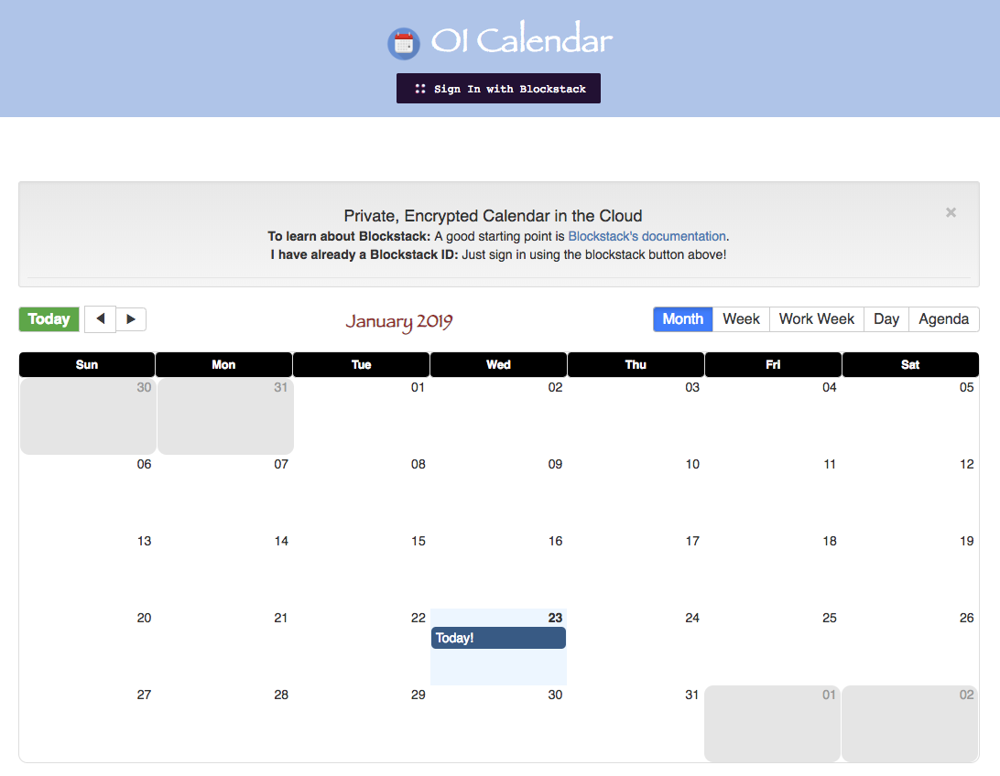 OI Calendar
Sign In with Blockstack
Private, Encrypted Calendar in the Cloud
×
To learn about Blockstack: A good starting point is Blockstack's documentation.
I have already a Blockstack ID: Just sign in using the blockstack button above!
Today ◀ ▶ January 2019 Month Week Work Week Day Agenda
Sun Mon Tue Wed Thu Fri Sat
30 31 01 02 03 04 05
06 07 08 09 10 11 12
13 14 15 16 17 18 19
20 21 22 23 24 25 26
Today!
27 28 29 30 31 01 02